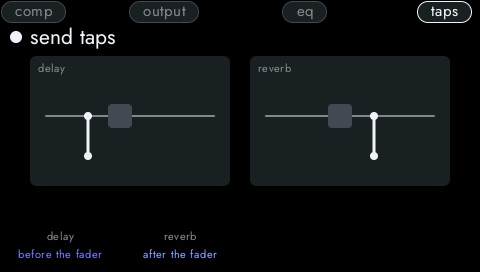 comp output eq taps
send taps
delay reverb
delay reverb
before the fader after the fader